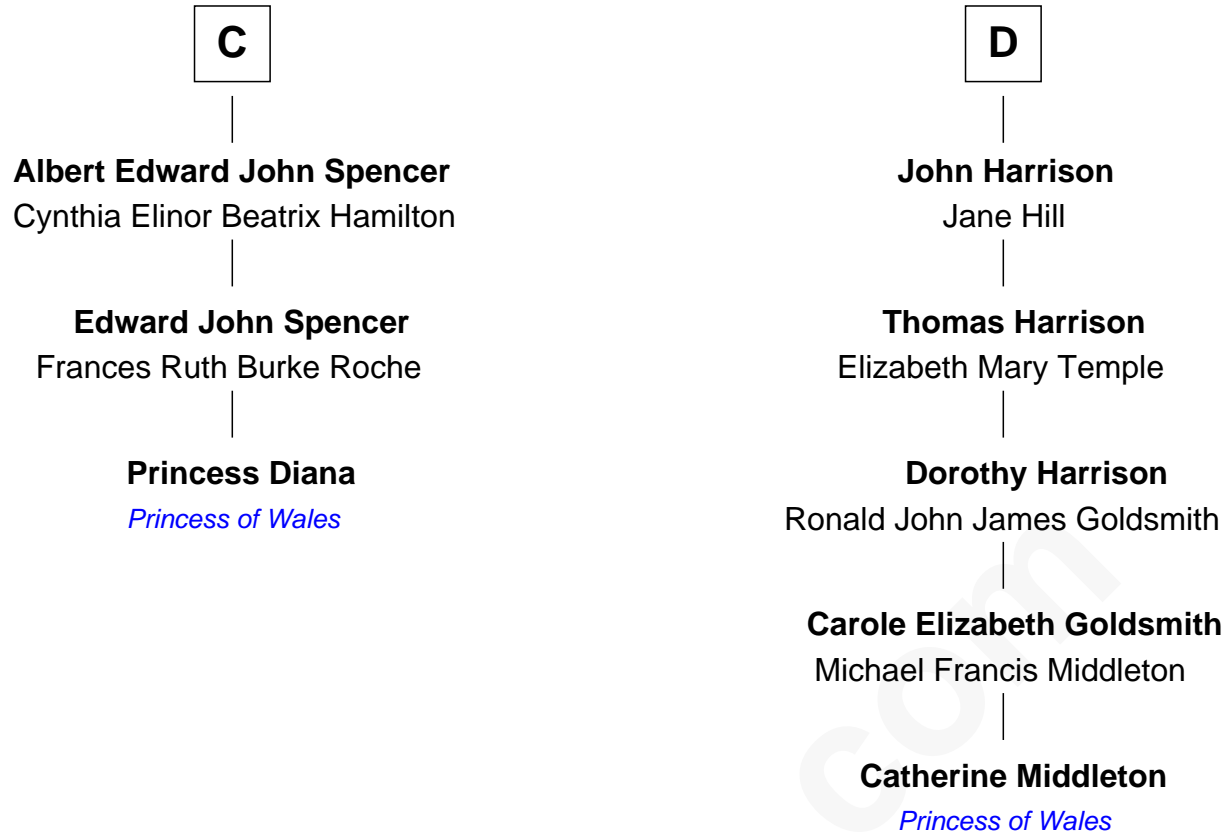 C
Albert Edward John Spencer
Cynthia Elinor Beatrix Hamilton
Edward John Spencer
Frances Ruth Burke Roche
Princess Diana
Princess of Wales
D
John Harrison
Jane Hill
Thomas Harrison
Elizabeth Mary Temple
Dorothy Harrison
Ronald John James Goldsmith
Carole Elizabeth Goldsmith
Michael Francis Middleton
Catherine Middleton
Princess of Wales
com